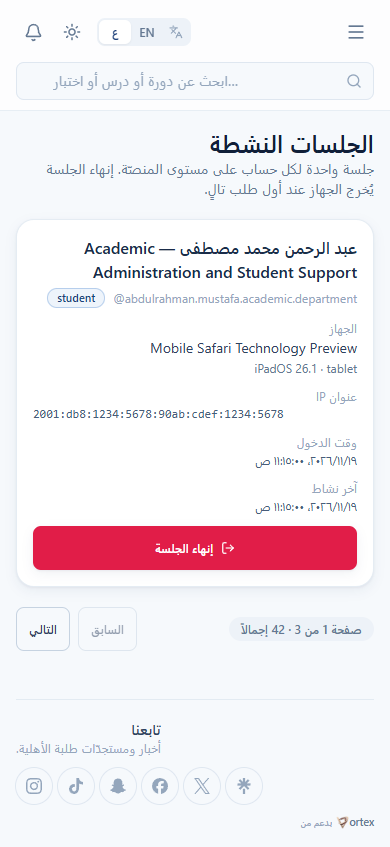 ع EN
ابحث عن دورة أو درس أو اختبار...
الجلسات النشطة
جلسة واحدة لكل حساب على مستوى المنصّة. إنهاء الجلسة
يُخرج الجهاز عند أول طلب تالٍ.
عبد الرحمن محمد مصطفى — Academic
Administration and Student Support
@abdulrahman.mustafa.academic.department student
الجهاز
Mobile Safari Technology Preview
iPadOS 26.1 · tablet
عنوان IP
2001:db8:1234:5678:90ab:cdef:1234:5678
وقت الدخول
١٩‏/١١‏/٢٠٢٦، ١١:١٥:٠٠ ص
آخر نشاط
١٩‏/١١‏/٢٠٢٦، ١١:١٥:٠٠ ص
إنهاء الجلسة
صفحة 1 من 3 · 42 إجمالاً
السابق
التالي
تابعنا
أخبار ومستجدّات طلبة الأهلية.
يدعم من ortex